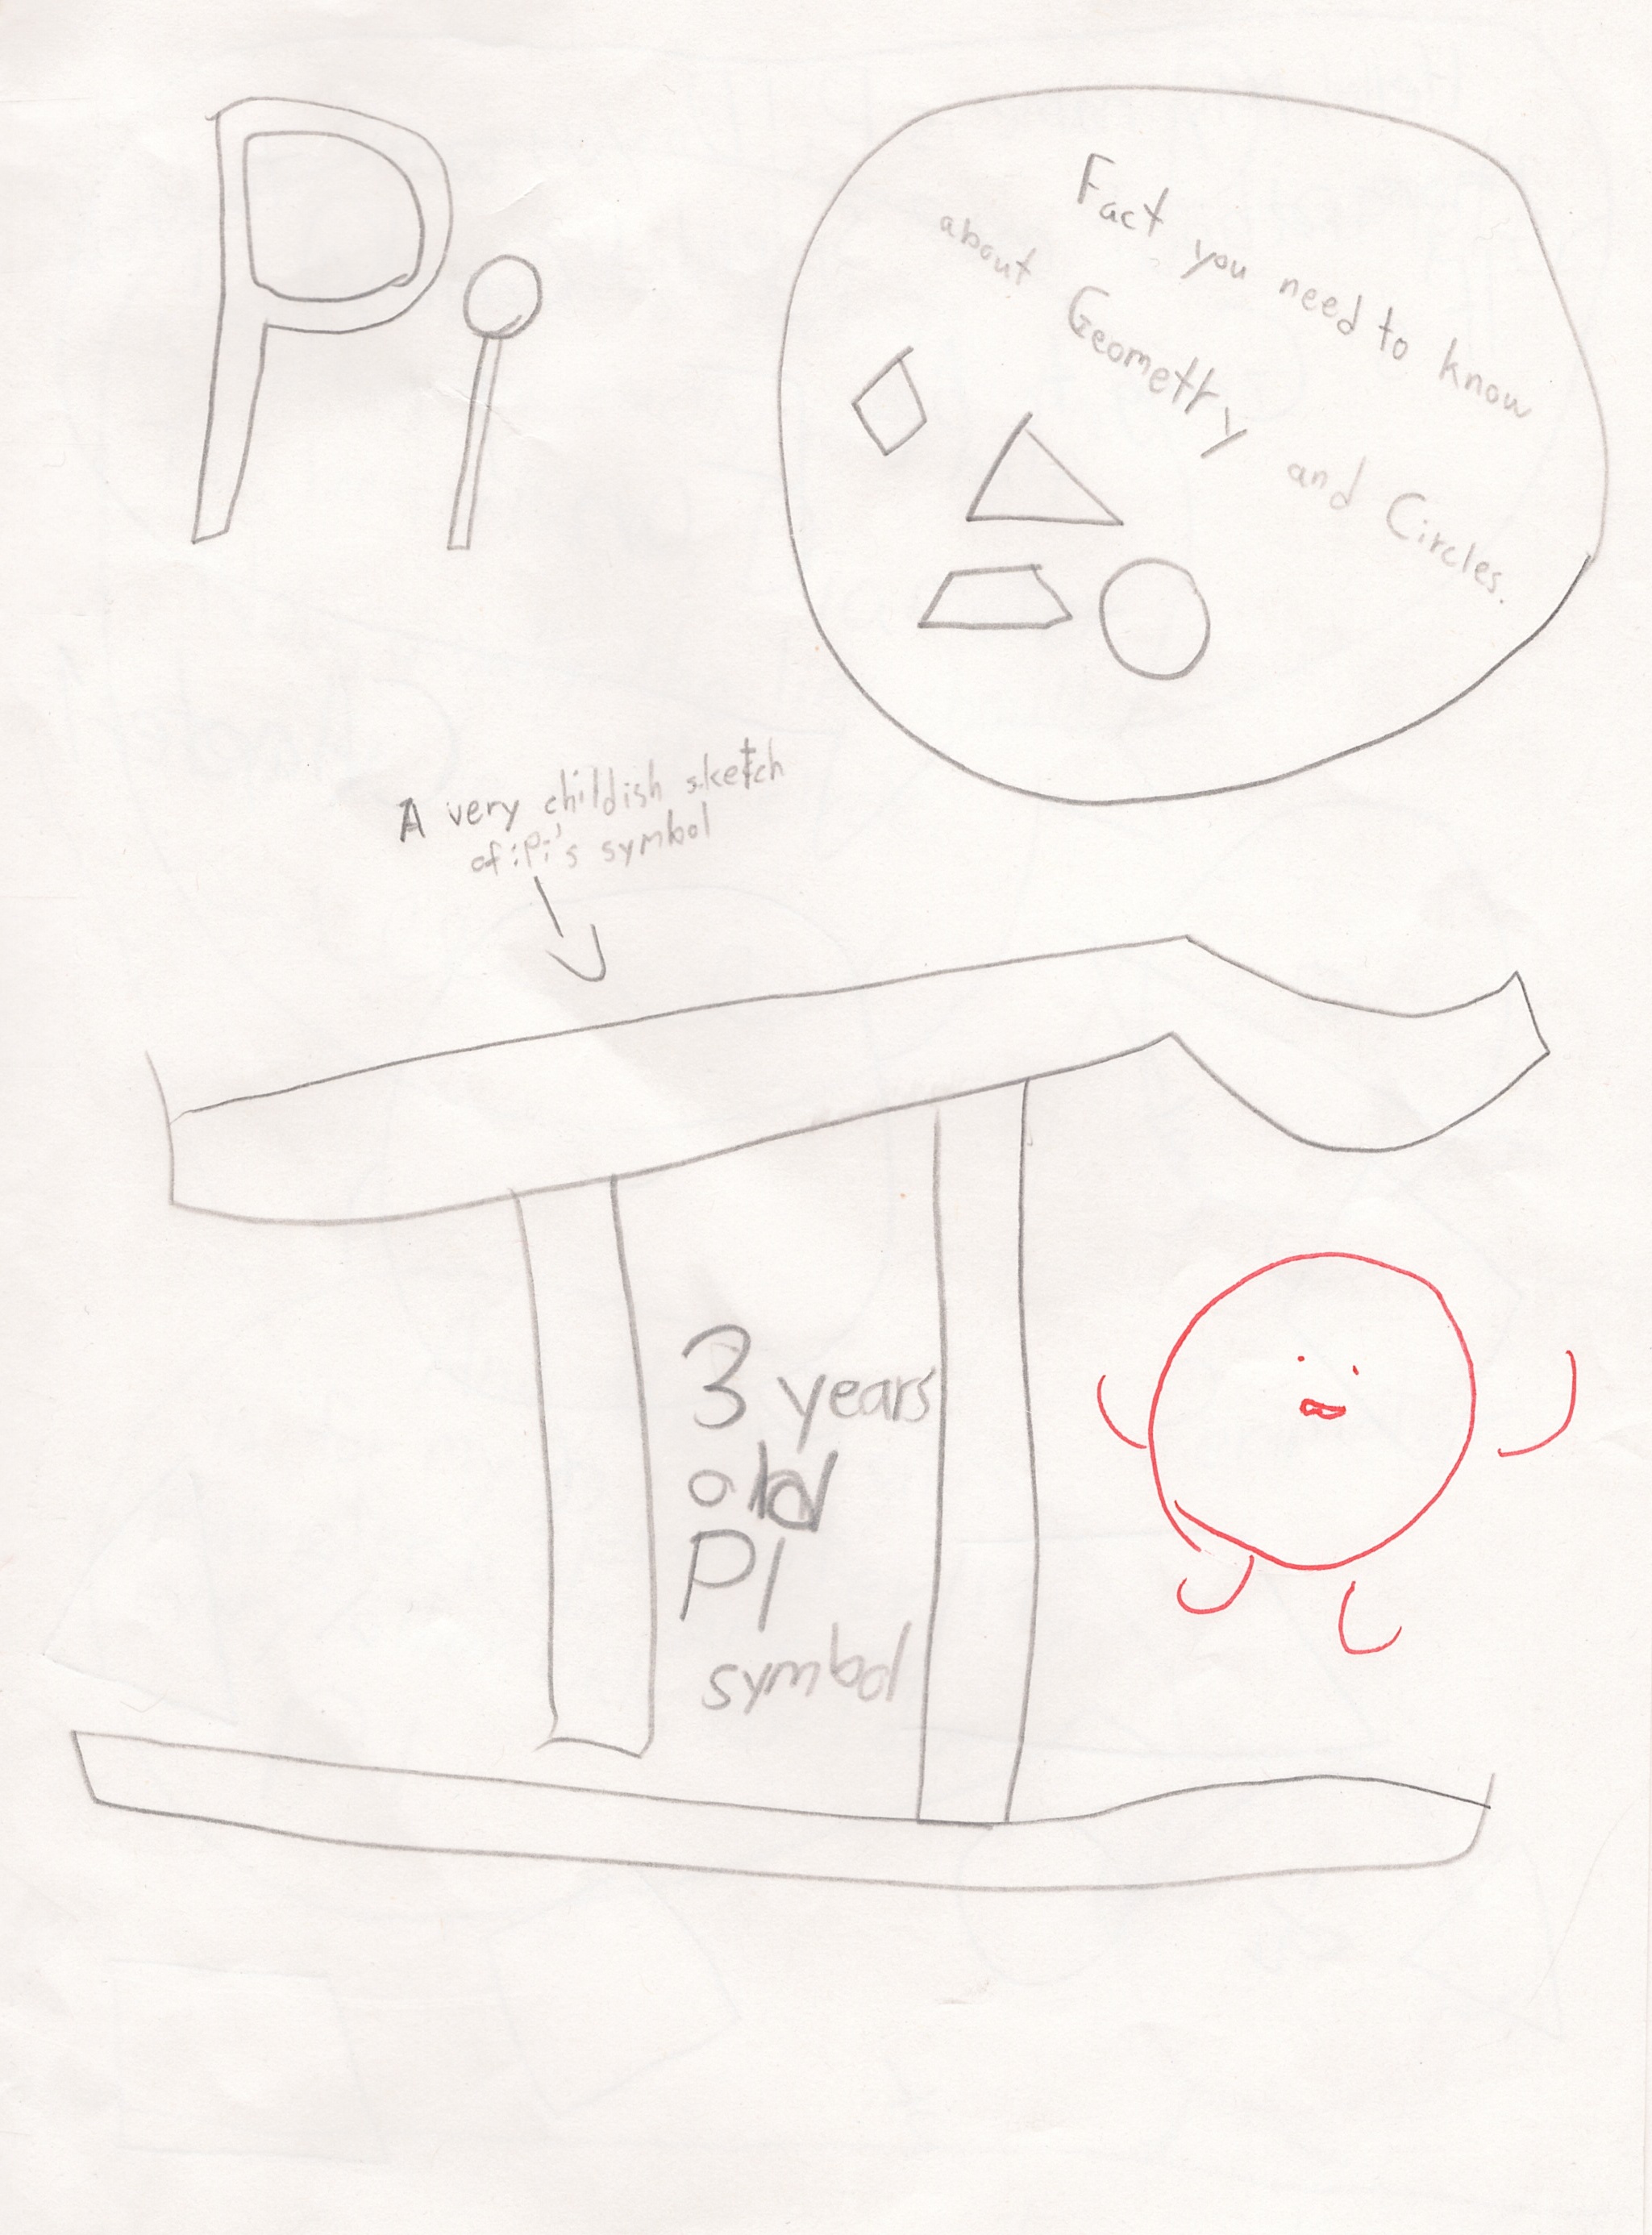 Pi
Fact you need to know
about Geometry and Circles.
A very childish sketch
of :Pi's symbol
3 years
old
PI
symbol